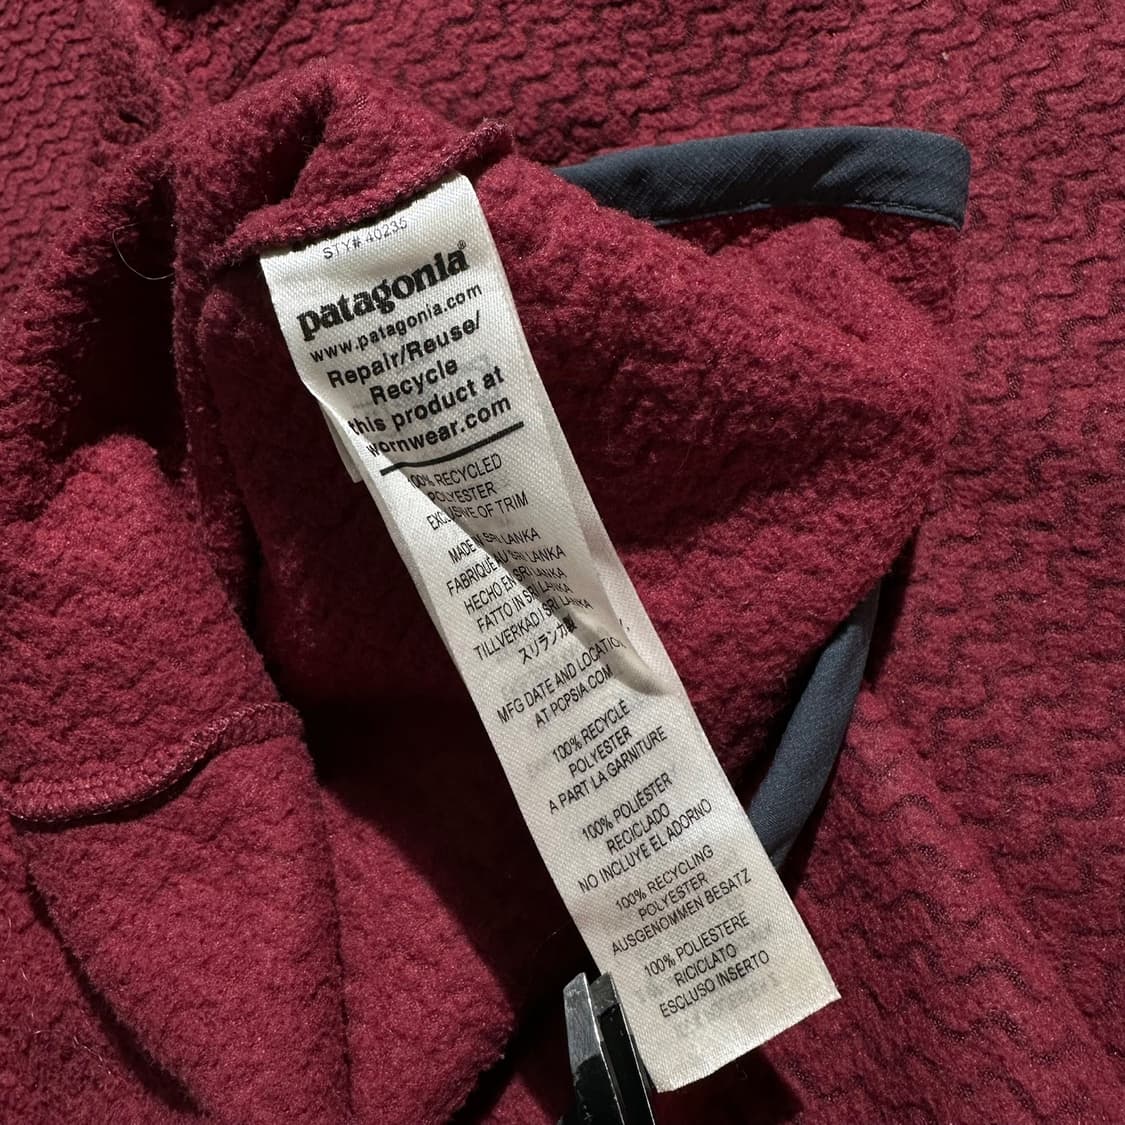 STY# 40235
patagonia®
www.patagonia.com
Repair/Reuse/
Recycle
this product at
wornwear.com
100% RECYCLED
POLYESTER
EXCLUSIVE OF TRIM
MADE IN SRI LANKA
FABRIQUÉ AU SRI LANKA
HECHO EN SRI LANKA
FATTO IN SRI LANKA
TILLVERKAD I SRI LANKA
スリランカ製
MFG DATE AND LOCATION
AT PCPSIA.COM
100% RECYCLÉ
POLYESTER
A PART LA GARNITURE
100% POLIÉSTER
RECICLADO
NO INCLUYE EL ADORNO
100% RECYCLING
POLYESTER
AUSGENOMMEN BESATZ
100% POLIESTERE
RICICLATO
ESCLUSO INSERTO